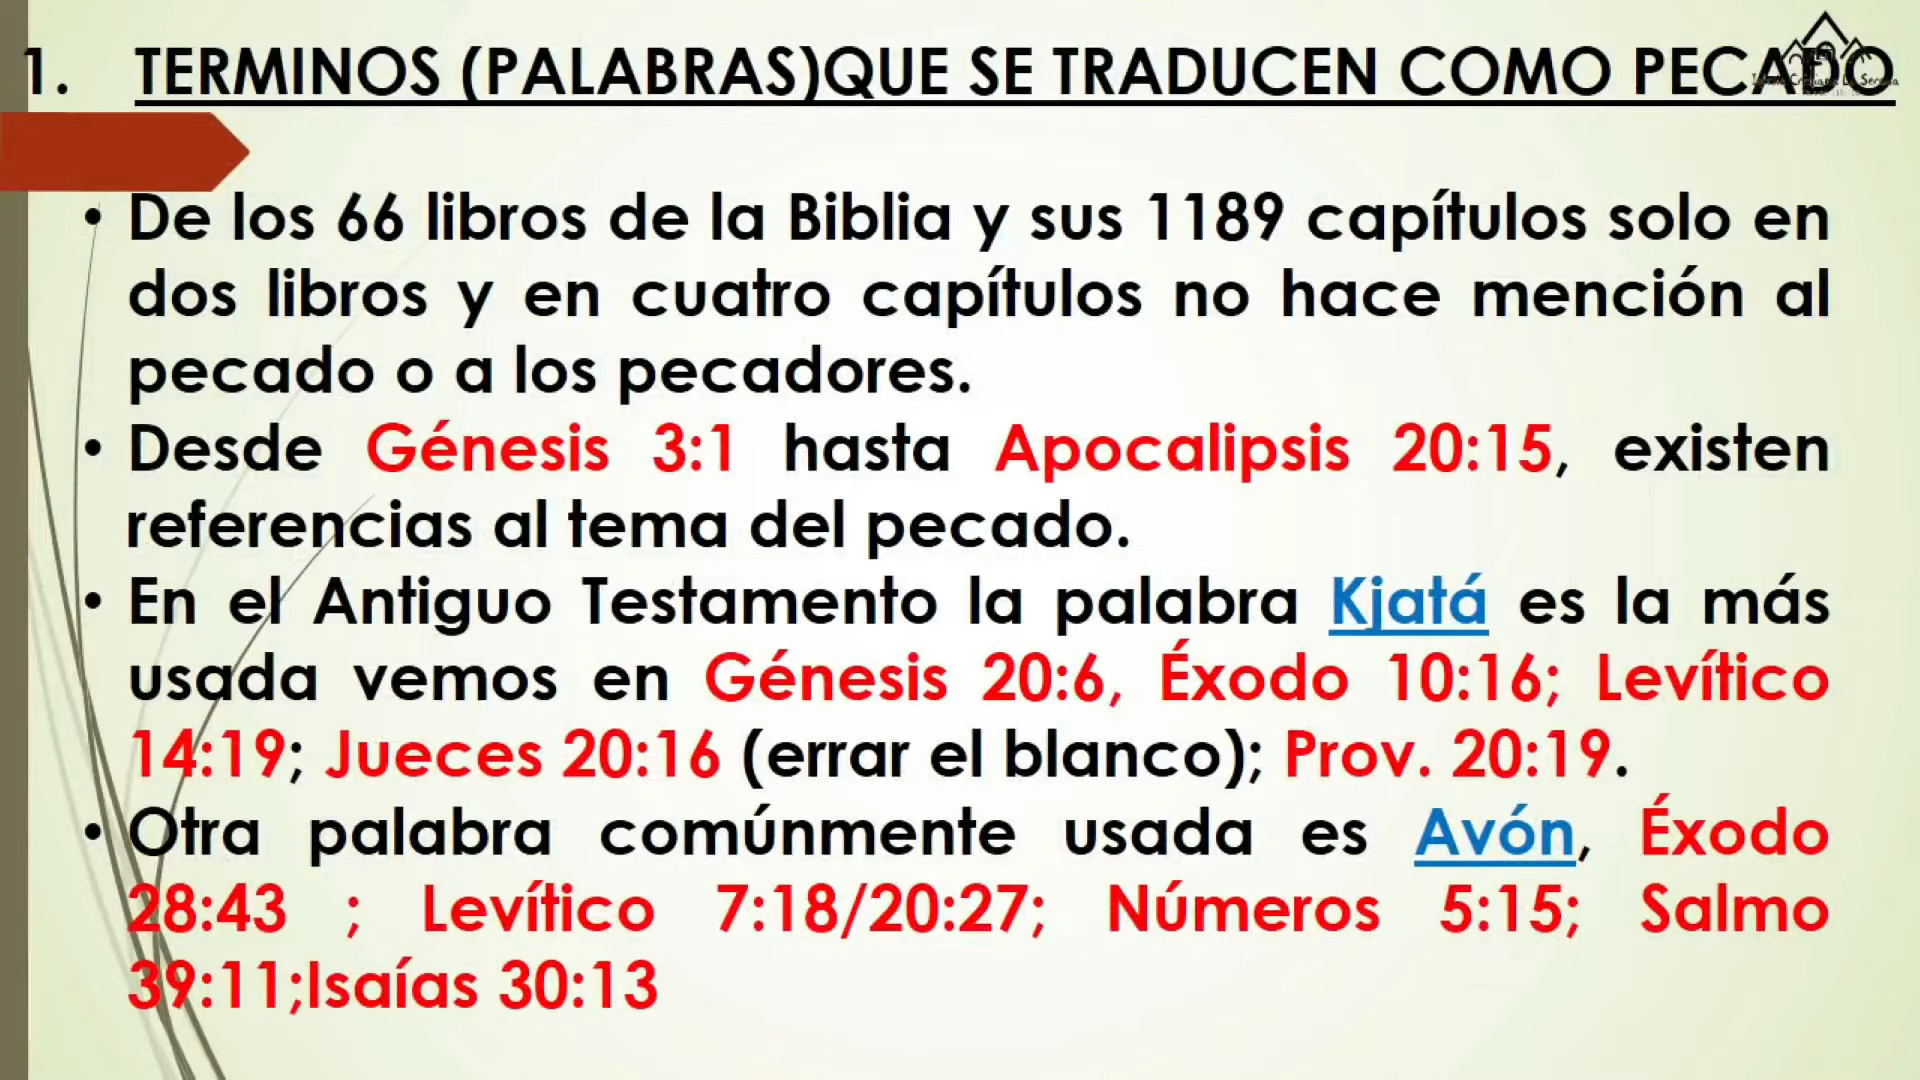 1. TERMINOS (PALABRAS)QUE SE TRADUCEN COMO PECADO
• De los 66 libros de la Biblia y sus 1189 capítulos solo en
dos libros y en cuatro capítulos no hace mención al
pecado o a los pecadores.
• Desde Génesis 3:1 hasta Apocalipsis 20:15, existen
referencias al tema del pecado.
• En el Antiguo Testamento la palabra Kjatá es la más
usada vemos en Génesis 20:6, Éxodo 10:16; Levítico
14:19; Jueces 20:16 (errar el blanco); Prov. 20:19.
• Otra palabra comúnmente usada es Avón, Éxodo
28:43 ; Levítico 7:18/20:27; Números 5:15; Salmo
39:11;Isaías 30:13